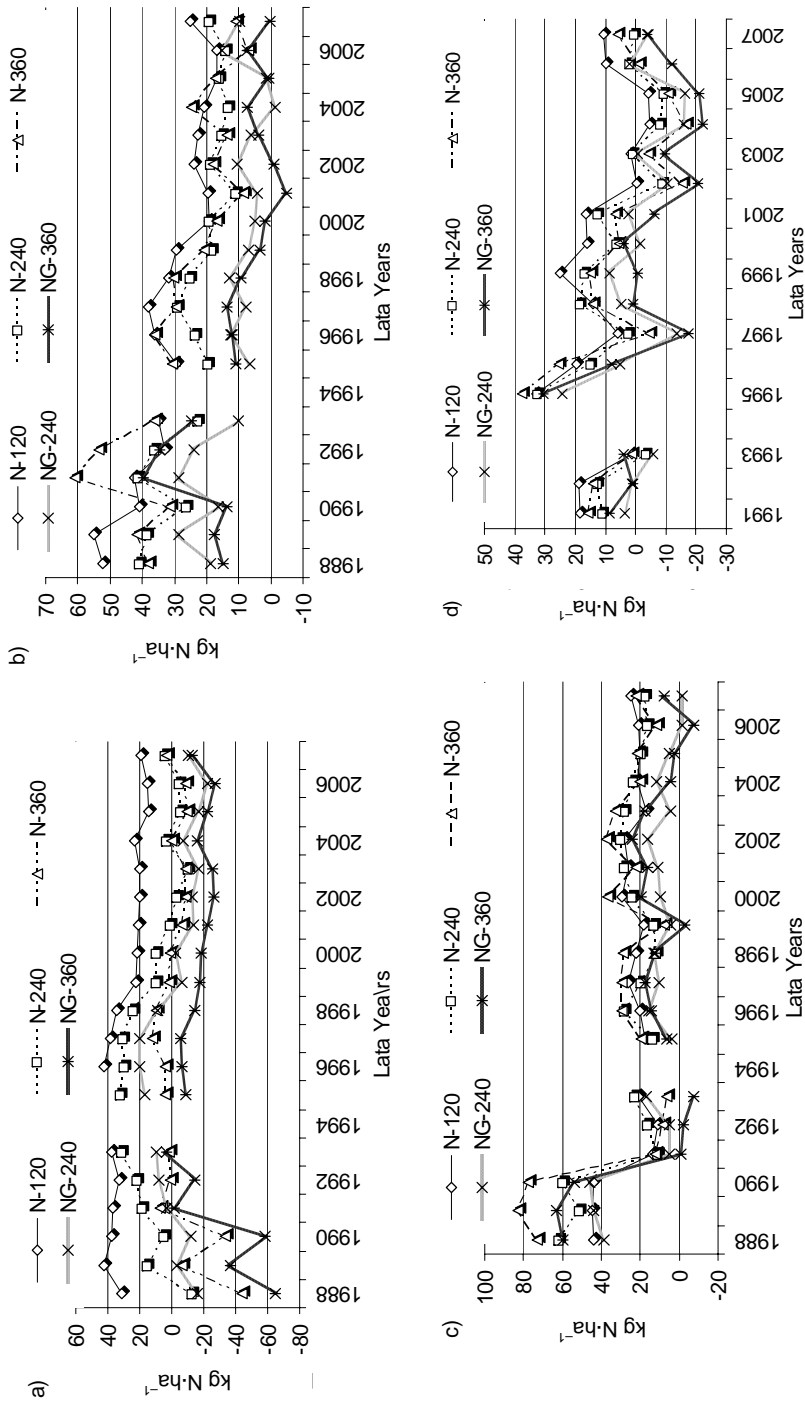 a)
N-120 N-240 N-360
NG-240 NG-360
kg N·ha⁻¹
60
40
20
0
-20
-40
-60
-80
1988 1990 1992 1994 1996 1998 2000 2002 2004 2006
Lata Yea\rs
b)
N-120 N-240 N-360
NG-240 NG-360
kg N·ha⁻¹
70
60
50
40
30
20
10
0
-10
1988 1990 1992 1994 1996 1998 2000 2002 2004 2006
Lata Years
c)
N-120 N-240 N-360
NG-240 NG-360
kg N·ha⁻¹
100
80
60
40
20
0
-20
1988 1990 1992 1994 1996 1998 2000 2002 2004 2006
Lata Years
d)
N-120 N-240 N-360
NG-240 NG-360
kg N·ha⁻¹
50
40
30
20
10
0
-10
-20
-30
1991 1993 1995 1997 1999 2001 2003 2005 2007
Lata Years